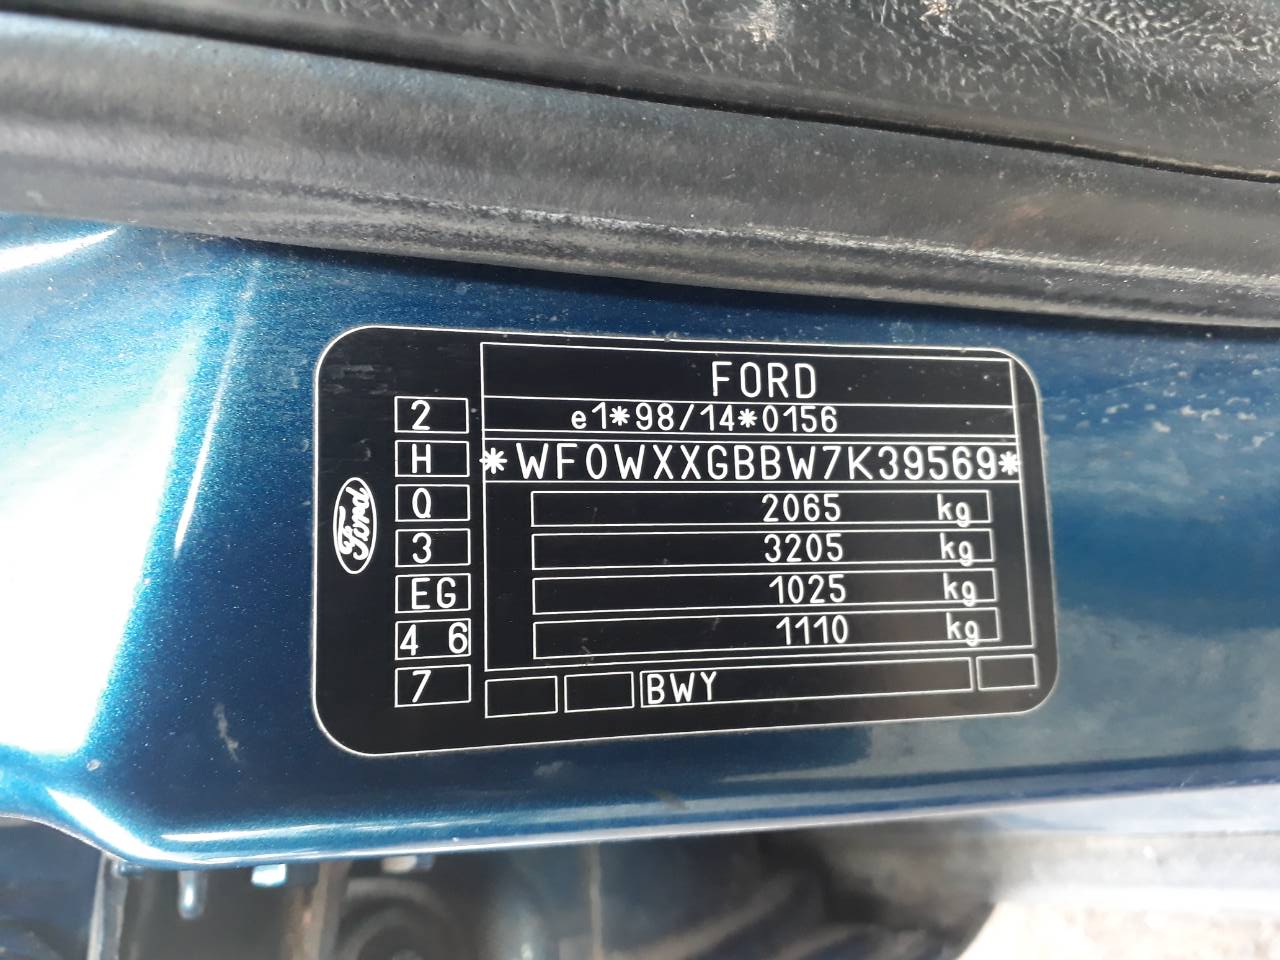 FORD
e1*98/14*0156
*WF0WXXGBBW7K39569*
2065 kg
3205 kg
1025 kg
1110 kg
BWY
2
H
Q
3
EG
4 6
7
Ford